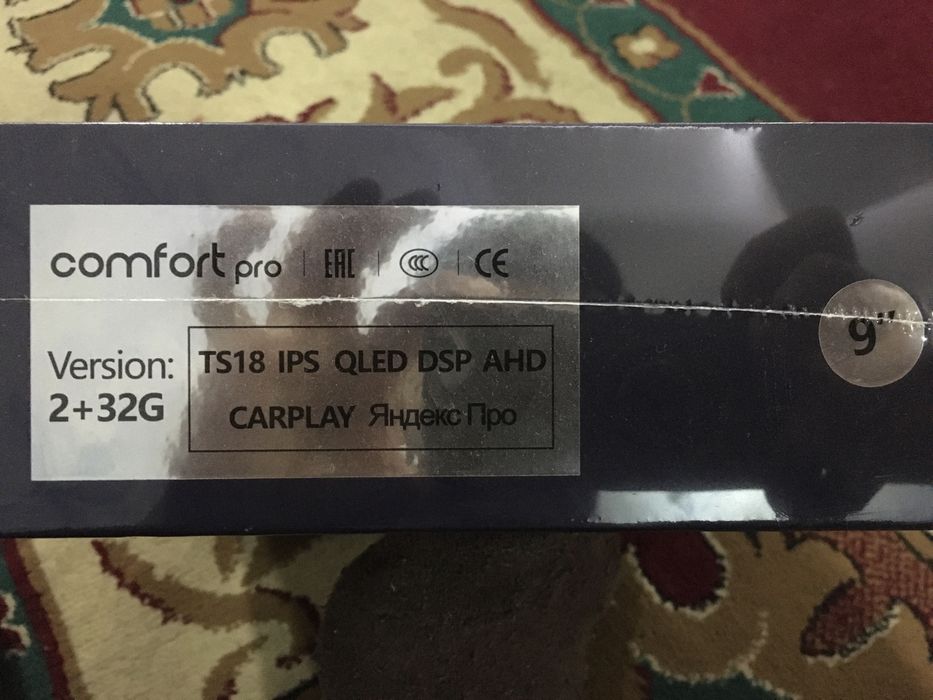 comfort pro | EAC | CCC | CE
9"
Version:
2+32G
TS18 IPS QLED DSP AHD
CARPLAY Яндекс Про